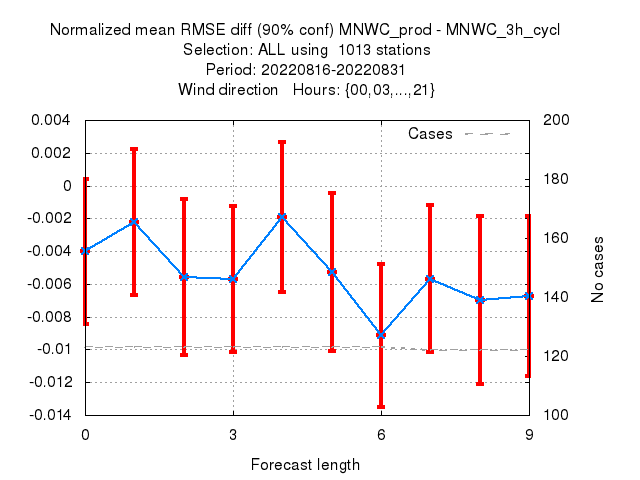 Normalized mean RMSE diff (90% conf) MNWC_prod - MNWC_3h_cycl
Selection: ALL using  1013 stations
Period: 20220816-20220831
Wind direction   Hours: {00,03,...,21}
Cases
0.004
0.002
0
-0.002
-0.004
-0.006
-0.008
-0.01
-0.012
-0.014
200
180
160
140
120
100
No cases
0 3 6 9
Forecast length